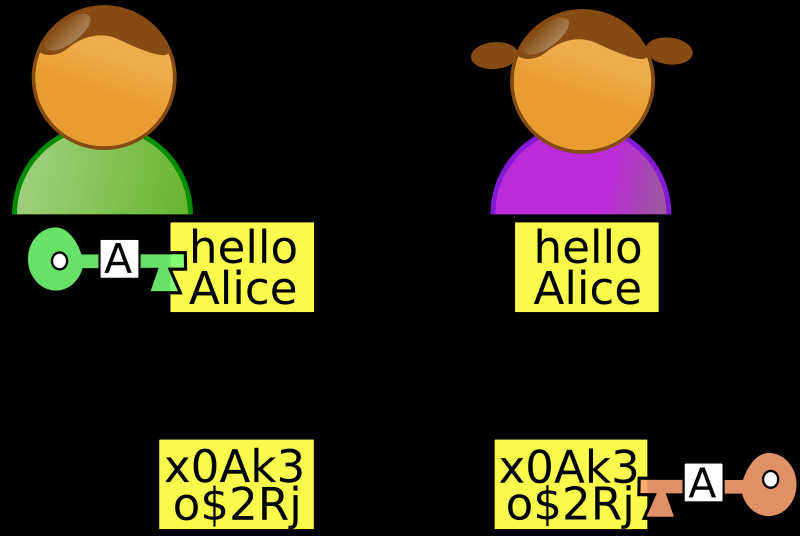 A
hello
Alice
hello
Alice
x0Ak3
o$2Rj
x0Ak3
o$2Rj
A